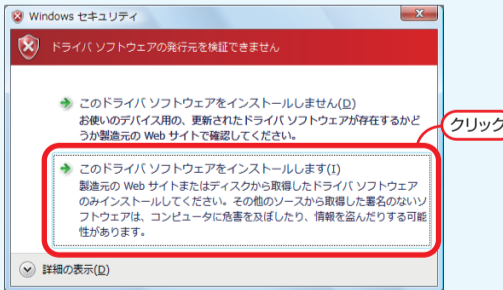 Windows セキュリティ
ドライバ ソフトウェアの発行元を検証できません
このドライバ ソフトウェアをインストールしません(D)
お使いのデバイス用の、更新されたドライバ ソフトウェアが存在するかど
うか製造元の Web サイトで確認してください。
クリック
このドライバ ソフトウェアをインストールします(I)
製造元の Web サイトまたはディスクから取得したドライバ ソフトウェア
のみインストールしてください。その他のソースから取得した署名のないソ
フトウェアは、コンピュータに危害を及ぼしたり、情報を盗んだりする可能
性があります。
詳細の表示(D)